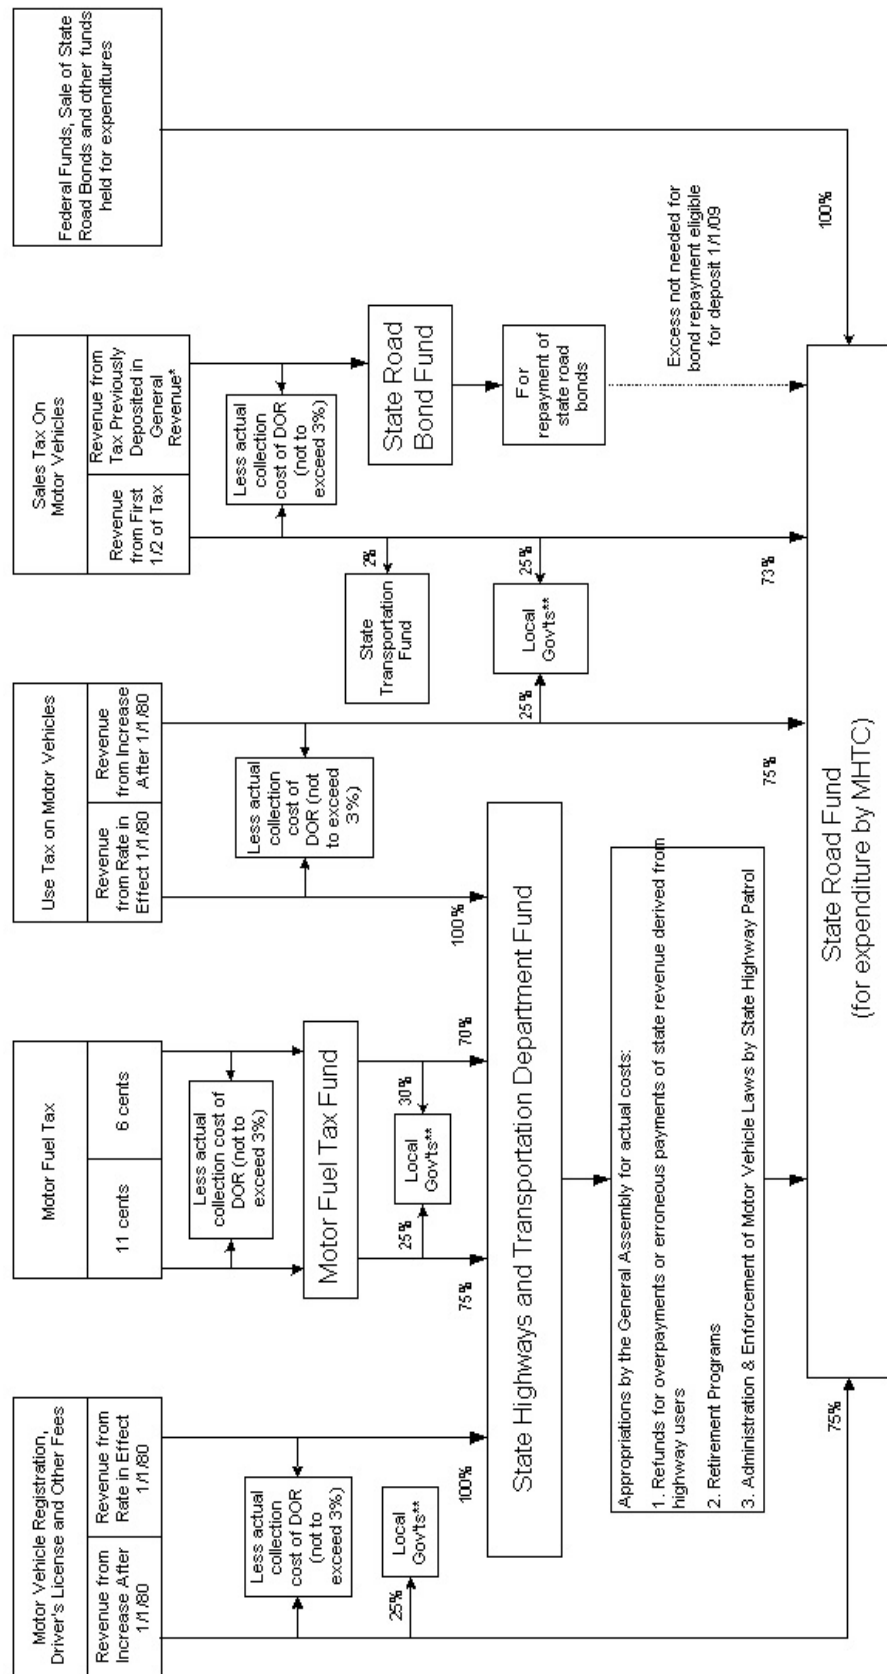 Motor Vehicle Registration,
Driver's License and Other Fees
Revenue from
Increase After
1/1/80
Revenue from
Rate in Effect
1/1/80
Less actual
collection
cost of DOR
(not to
exceed 3%)
25%
Local
Gov'ts**
100%
75%
Motor Fuel Tax
11 cents
6 cents
Less actual
collection cost of
DOR (not to
exceed 3%)
Motor Fuel Tax Fund
25%
Local
Gov'ts**
30%
75%
70%
Use Tax on Motor Vehicles
Revenue
from Rate in
Effect 1/1/80
Revenue
from Increase
After 1/1/80
Less actual
collection
cost of
DOR (not
to exceed
3%)
100%
25%
75%
Sales Tax On
Motor Vehicles
Revenue
from First
1/2 of Tax
Revenue from
Tax Previously
Deposited in
General
Revenue*
Less actual
collection
cost of DOR
(not to
exceed 3%)
State
Transportation
Fund
2%
Local
Gov'ts**
25%
73%
State Road
Bond Fund
For
repayment of
state road
bonds
Excess not needed for
bond repayment eligible
for deposit 1/1/09
Federal Funds, Sale of State
Road Bonds and other funds
held for expenditures
100%
State Highways and Transportation Department Fund
Appropriations by the General Assembly for actual costs:
1. Refunds for overpayments or erroneous payments of state revenue derived from
highway users
2. Retirement Programs
3. Administration & Enforcement of Motor Vehicle Laws by State Highway Patrol
State Road Fund
(for expenditure by MHTC)